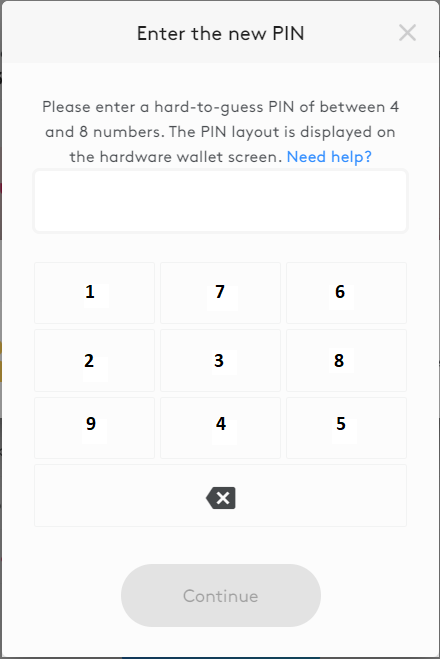 Enter the new PIN
Please enter a hard-to-guess PIN of between 4
and 8 numbers. The PIN layout is displayed on
the hardware wallet screen. Need help?
1 7 6
2 3 8
9 4 5
Continue